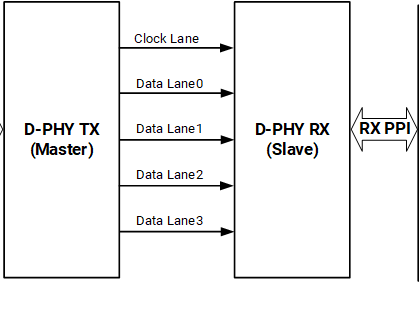 Clock Lane
Data Lane0
Data Lane1
Data Lane2
Data Lane3
D-PHY TX
(Master)
D-PHY RX
(Slave)
RX PPI